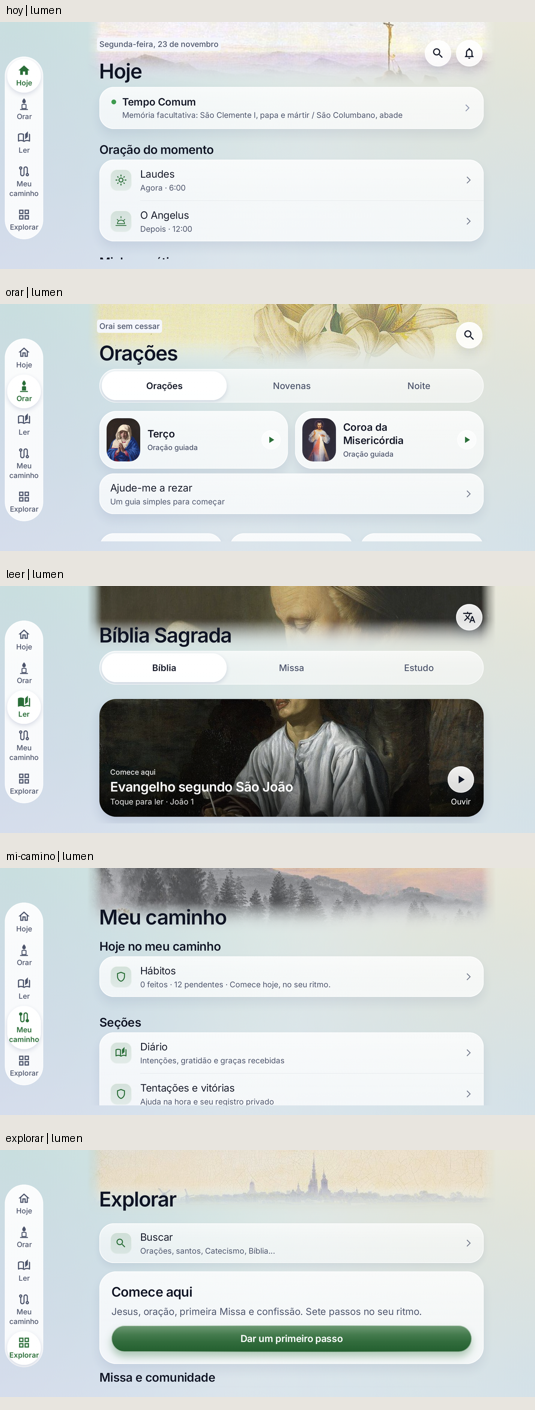 hoy | lumen
Segunda-feira, 23 de novembro
Hoje
Hoje
Orar
Ler
Meu
caminho
Explorar
Tempo Comum
Memória facultativa: São Clemente I, papa e mártir / São Columbano, abade
Oração do momento
Laudes
Agora · 6:00
O Angelus
Depois · 12:00
orar | lumen
Orai sem cessar
Orações
Hoje
Orar
Ler
Meu
caminho
Explorar
Orações
Novenas
Noite
Terço
Oração guiada
Coroa da
Misericórdia
Oração guiada
Ajude-me a rezar
Um guia simples para começar
leer | lumen
Bíblia Sagrada
Hoje
Orar
Ler
Meu
caminho
Explorar
Bíblia
Missa
Estudo
Comece aqui
Evangelho segundo São João
Toque para ler · João 1
Ouvir
mi-camino | lumen
Meu caminho
Hoje
Orar
Ler
Meu
caminho
Explorar
Hoje no meu caminho
Hábitos
0 feitos · 12 pendentes · Comece hoje, no seu ritmo.
Seções
Diário
Intenções, gratidão e graças recebidas
Tentações e vitórias
Ajuda na hora e seu registro privado
explorar | lumen
Explorar
Hoje
Orar
Ler
Meu
caminho
Explorar
Buscar
Orações, santos, Catecismo, Bíblia...
Comece aqui
Jesus, oração, primeira Missa e confissão. Sete passos no seu ritmo.
Dar um primeiro passo
Missa e comunidade